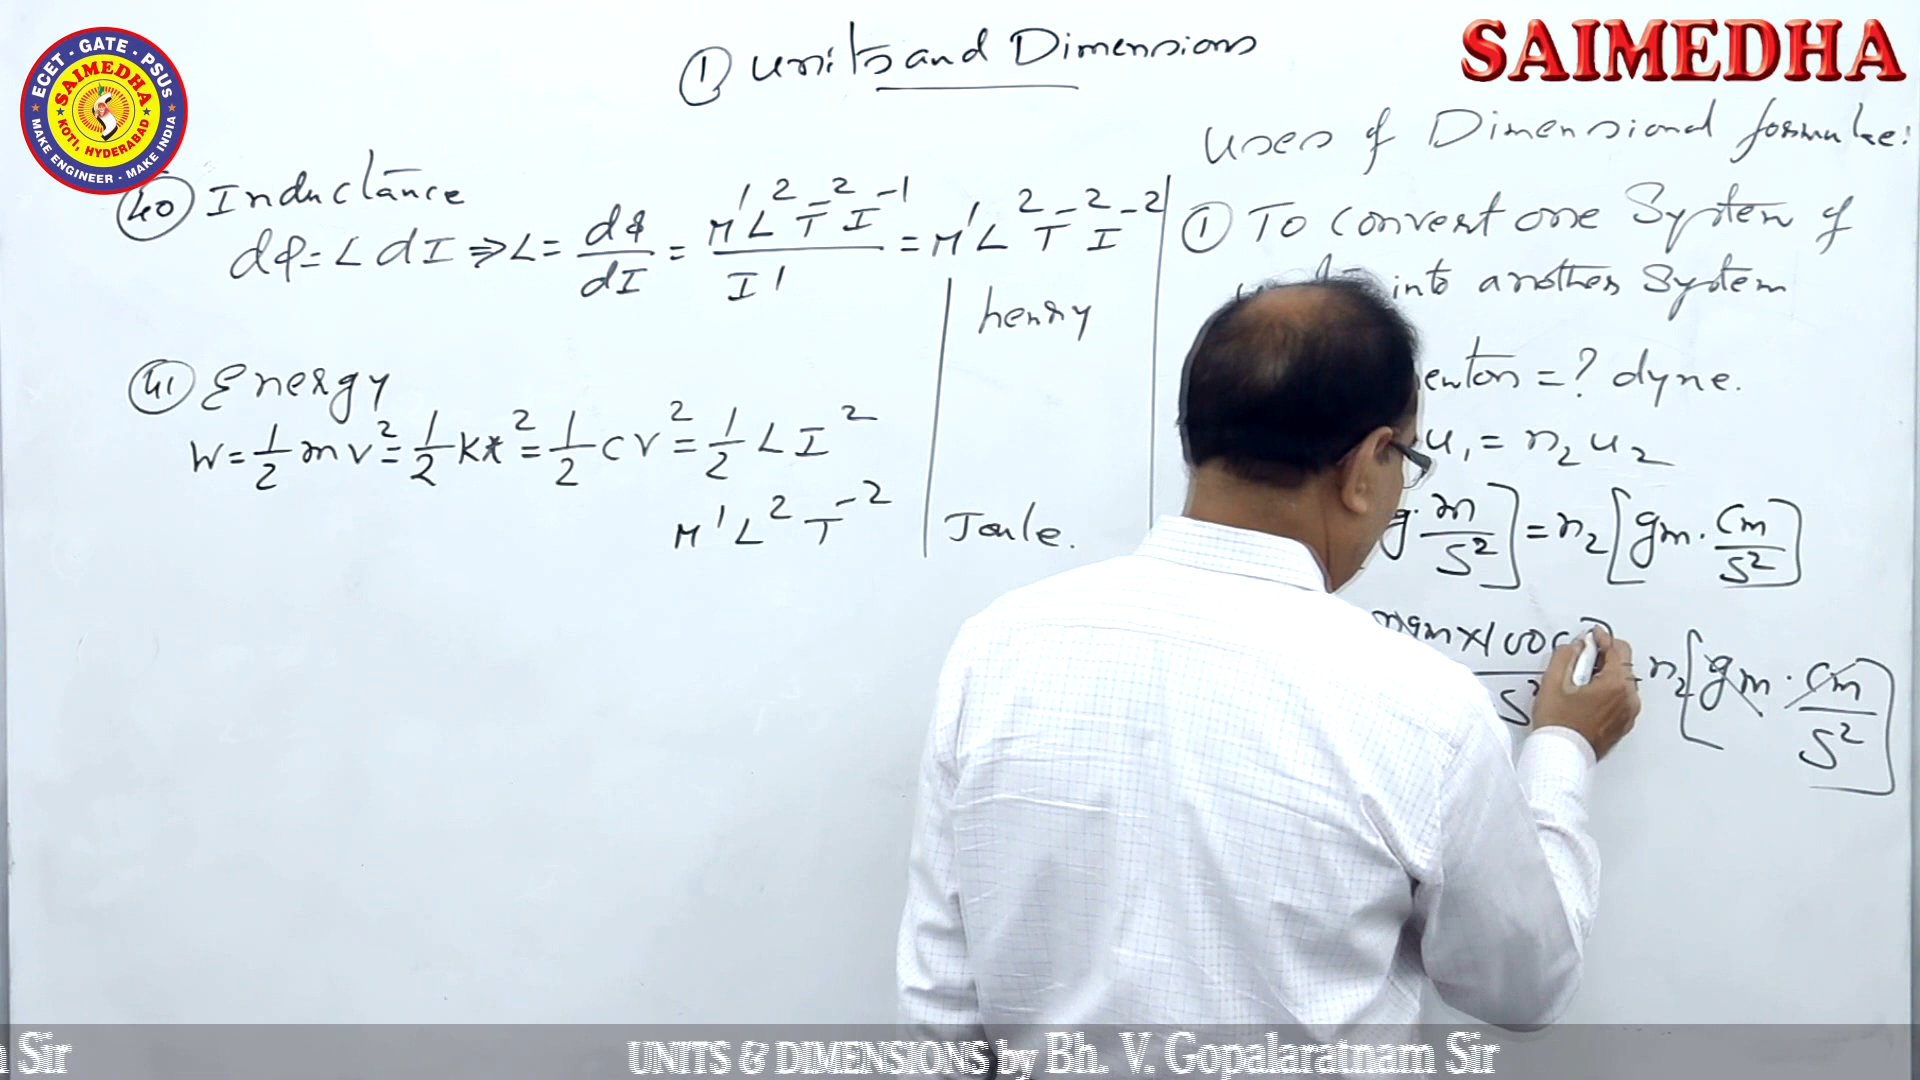 ECET · GATE · PSUS
SAIMEDHA
KOTI, HYDERABAD
MAKE ENGINEER - MAKE INDIA
SAIMEDHA
① Units and Dimensions
④⓪ Inductance
dφ = L dI ⇒ L = dφ/dI = M¹L²T⁻²I⁻¹/I¹ = M¹L²T⁻²I⁻²
henry
④① Energy
W = 1/2 mv² = 1/2 Kx² = 1/2 CV² = 1/2 LI²
M¹L²T⁻² Joule.
Uses of Dimensional formulae:
① To convert one System of
into another System
ewton = ? dyne.
u₁ = n₂u₂
g. m/s²] = n₂[gm. cm/s²]
gm × 100 c
s² = n₂[gm. cm/s²]
Sir
UNITS & DIMENSIONS by Bh. V. Gopalaratnam Sir